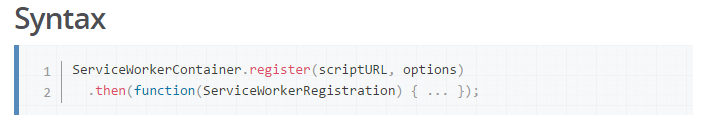 Syntax
1 ServiceWorkerContainer.register(scriptURL, options)
2 .then(function(ServiceWorkerRegistration) { ... });